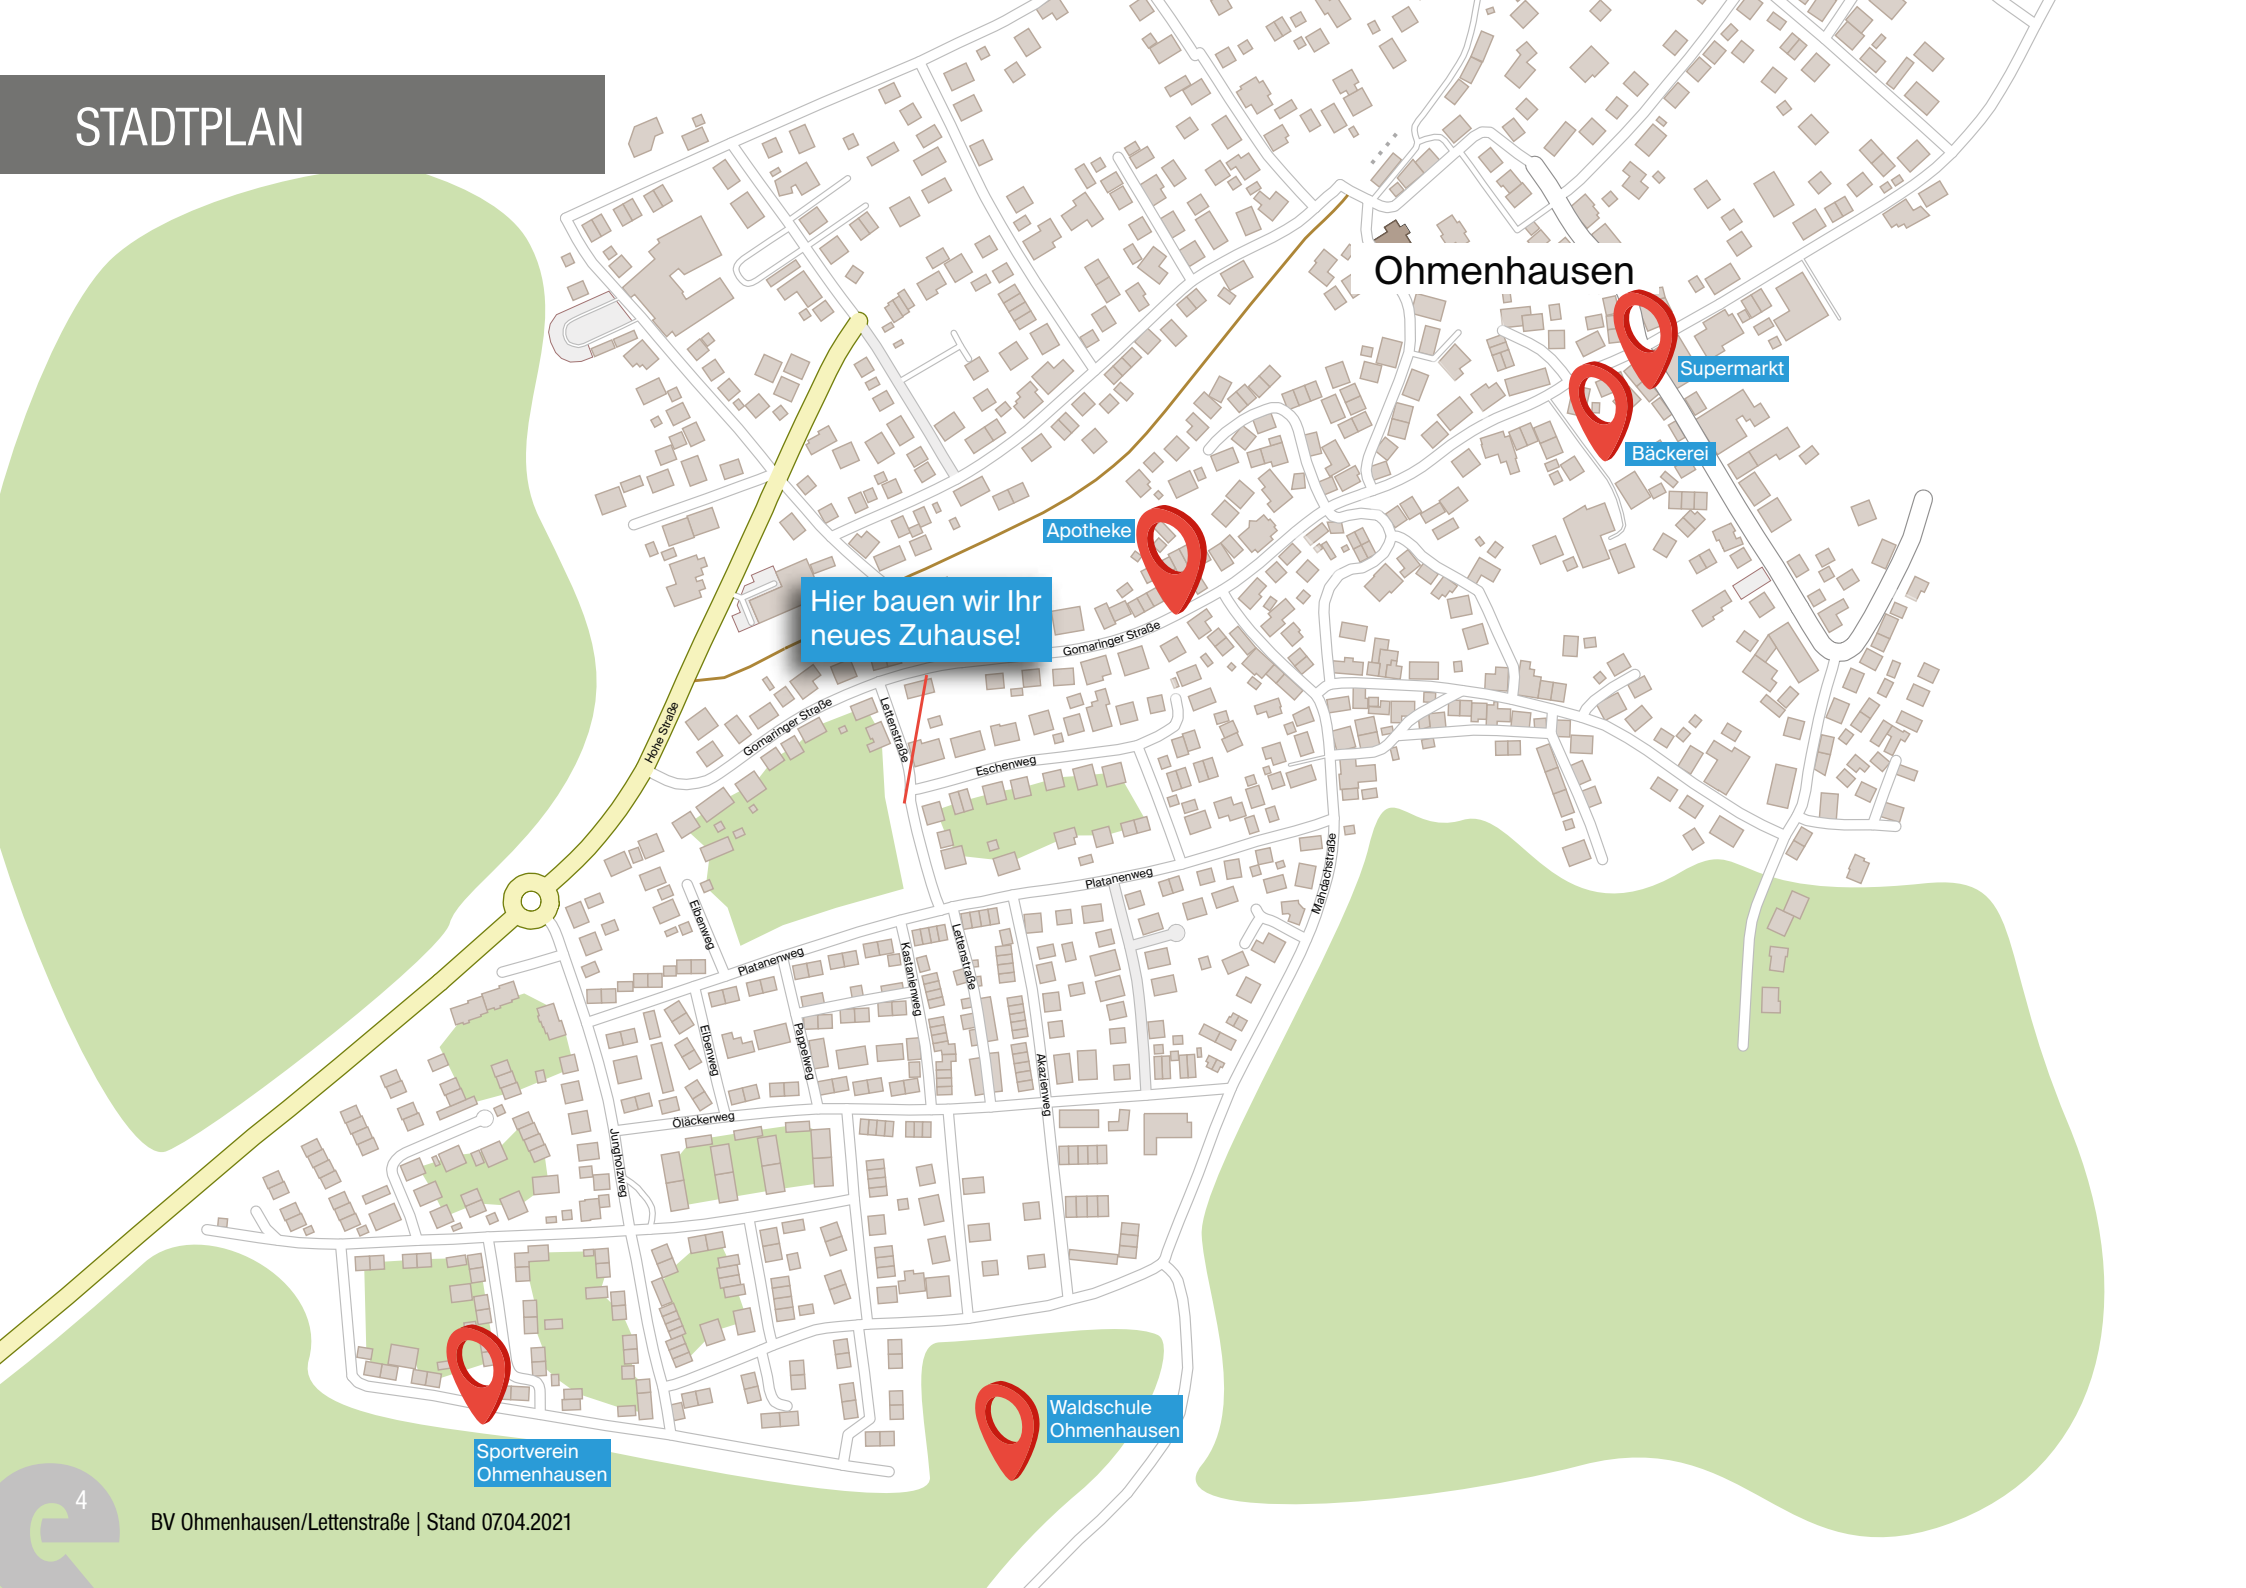 STADTPLAN
Ohmenhausen
Supermarkt
Bäckerei
Apotheke
Hier bauen wir Ihr
neues Zuhause!
Gomaringer Straße
Lettenstraße
Gomaringer Straße
Hohe Straße
Eschenweg
Mahdachstraße
Platanenweg
Eibenweg
Platanenweg
Kastanienweg
Lettenstraße
Eibenweg
Pappelweg
Akazienweg
Öläckerweg
Jungholzweg
Waldschule
Ohmenhausen
Sportverein
Ohmenhausen
4
BV Ohmenhausen/Lettenstraße | Stand 07.04.2021